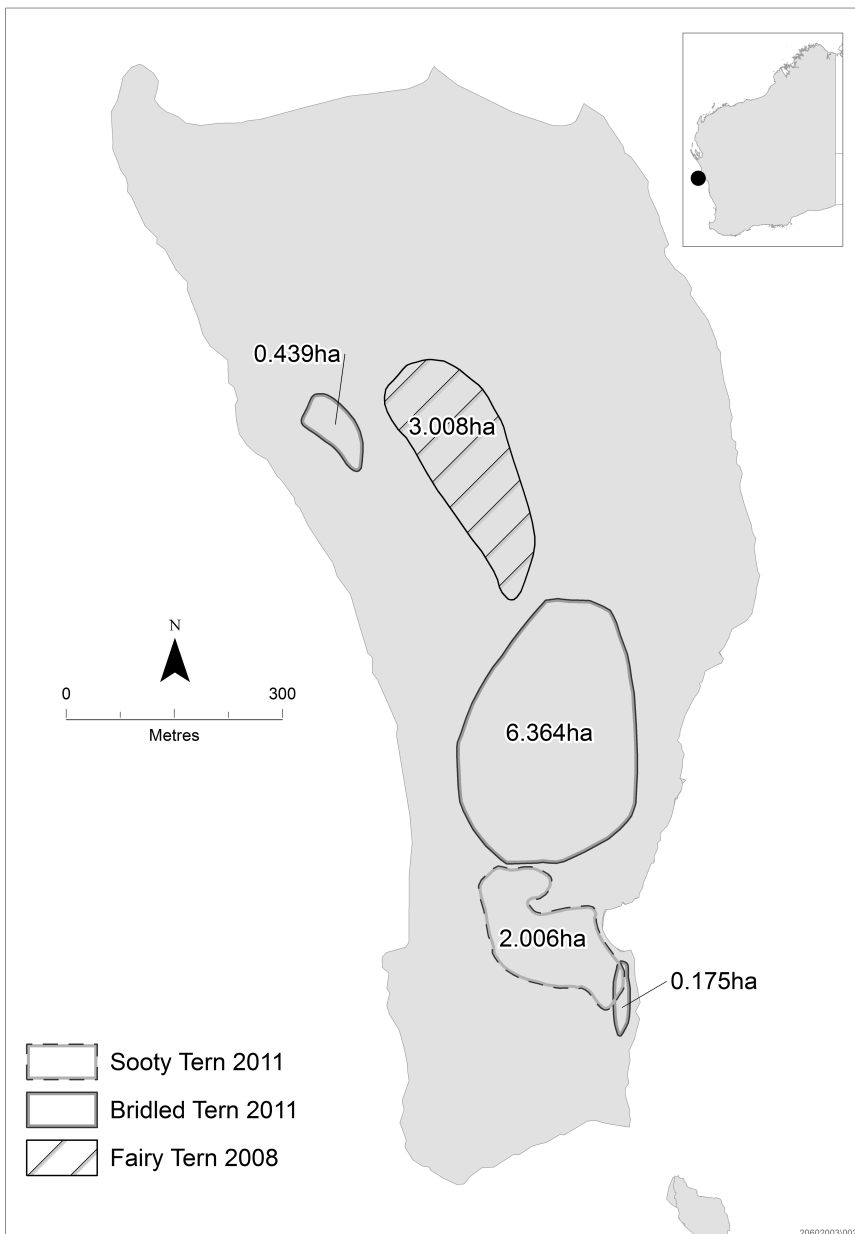 0.439ha
3.008ha
N
0 300
Metres
6.364ha
2.006ha
0.175ha
Sooty Tern 2011
Bridled Tern 2011
Fairy Tern 2008